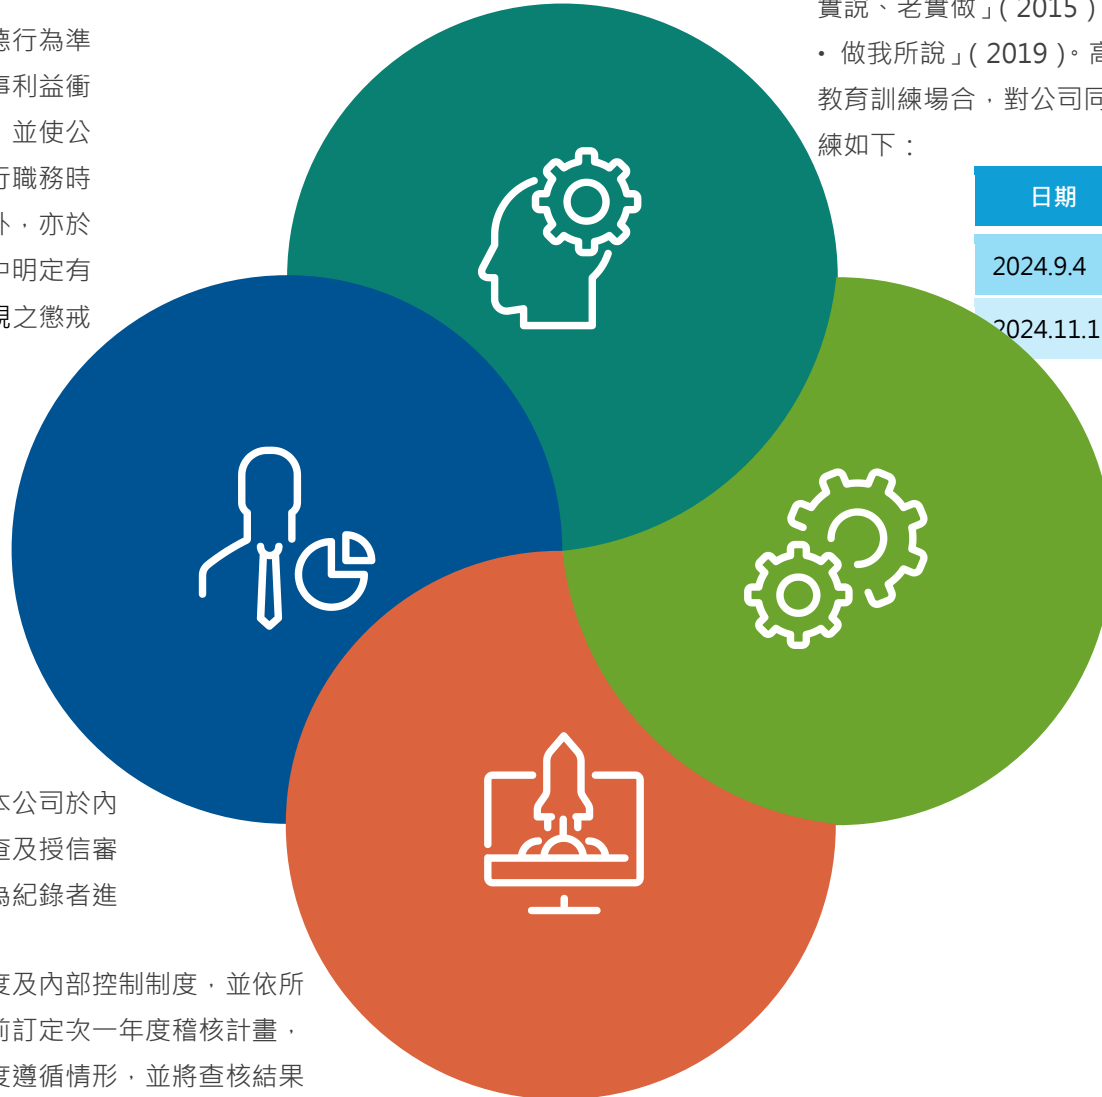 德行為準
事利益衝
並使公
行職務時
外，亦於
中明定有
規之懲戒
實說、老實做」( 2015 )
• 做我所說」( 2019 )。高
教育訓練場合，對公司同
練如下：
日期
2024.9.4
2024.11.1
本公司於內
查及授信審
為紀錄者進
度及內部控制制度，並依所
前訂定次一年度稽核計畫，
度遵循情形，並將查核結果